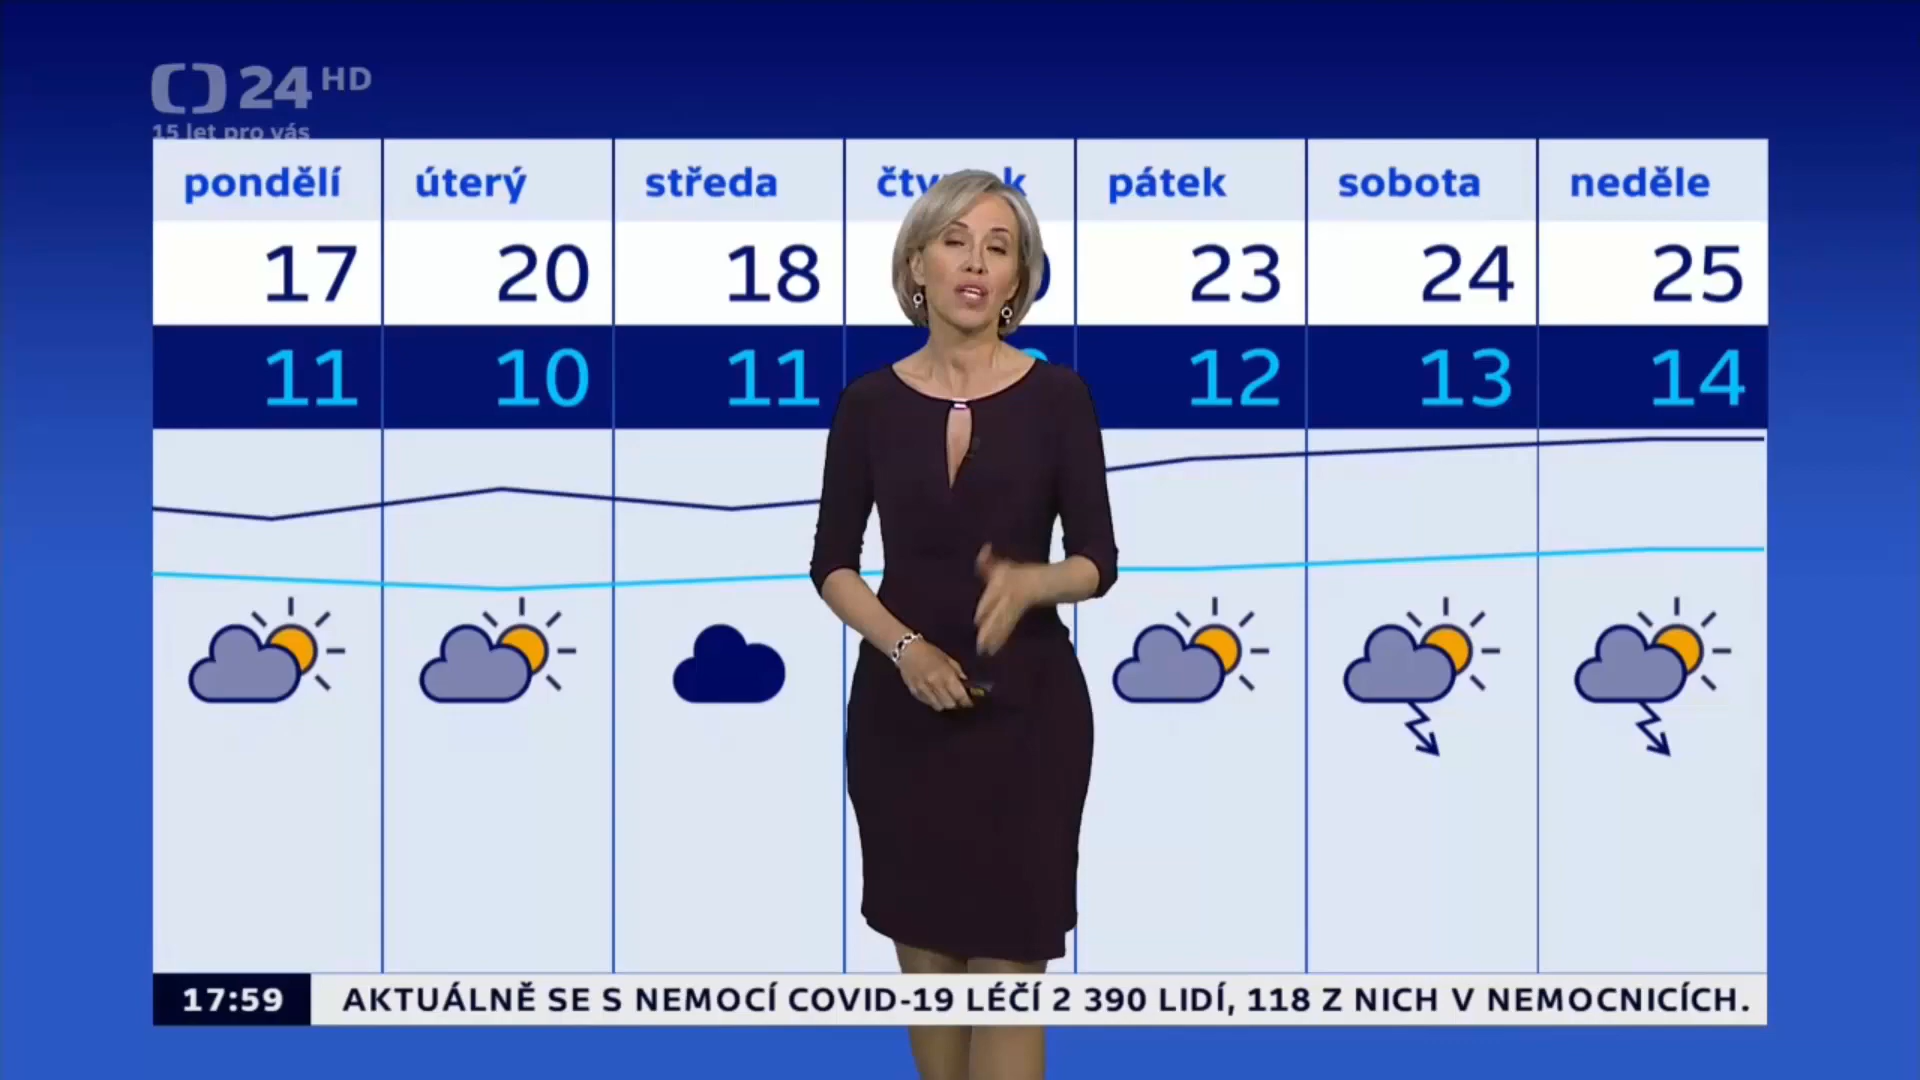 24 HD
15 let pro vás
pondělí úterý středa pátek sobota neděle
17 20 18 23 24 25
11 10 11 12 13 14
17:59 AKTUÁLNĚ SE S NEMOCÍ COVID-19 LÉČÍ 2 390 LIDÍ, 118 Z NICH V NEMOCNICÍCH.